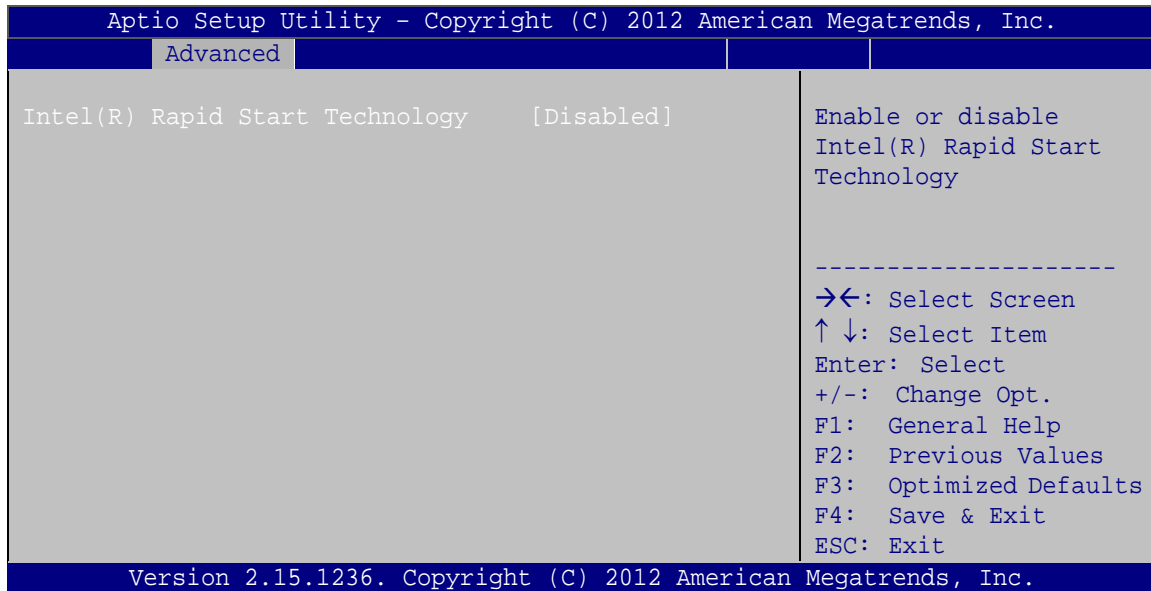 Aptio Setup Utility – Copyright (C) 2012 American Megatrends, Inc.
Advanced
Intel(R) Rapid Start Technology [Disabled]
Enable or disable
Intel(R) Rapid Start
Technology
---------------------
→←: Select Screen
↑ ↓: Select Item
Enter: Select
+/-: Change Opt.
F1: General Help
F2: Previous Values
F3: Optimized Defaults
F4: Save & Exit
ESC: Exit
Version 2.15.1236. Copyright (C) 2012 American Megatrends, Inc.